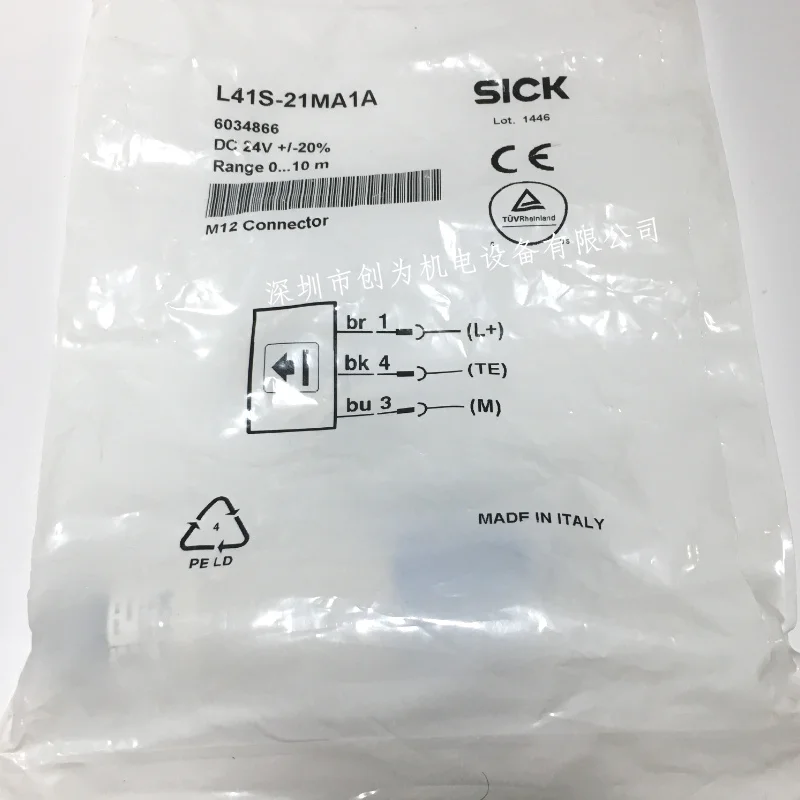 L41S-21MA1A
6034866
DC 24V +/-20%
Range 0...10 m
M12 Connector
SICK
Lot. 1446
CE
TÜVRheinland
深圳市创为机电设备有限公司
br 1 (L+)
bk 4 (TE)
bu 3 (M)
4
PE LD
MADE IN ITALY